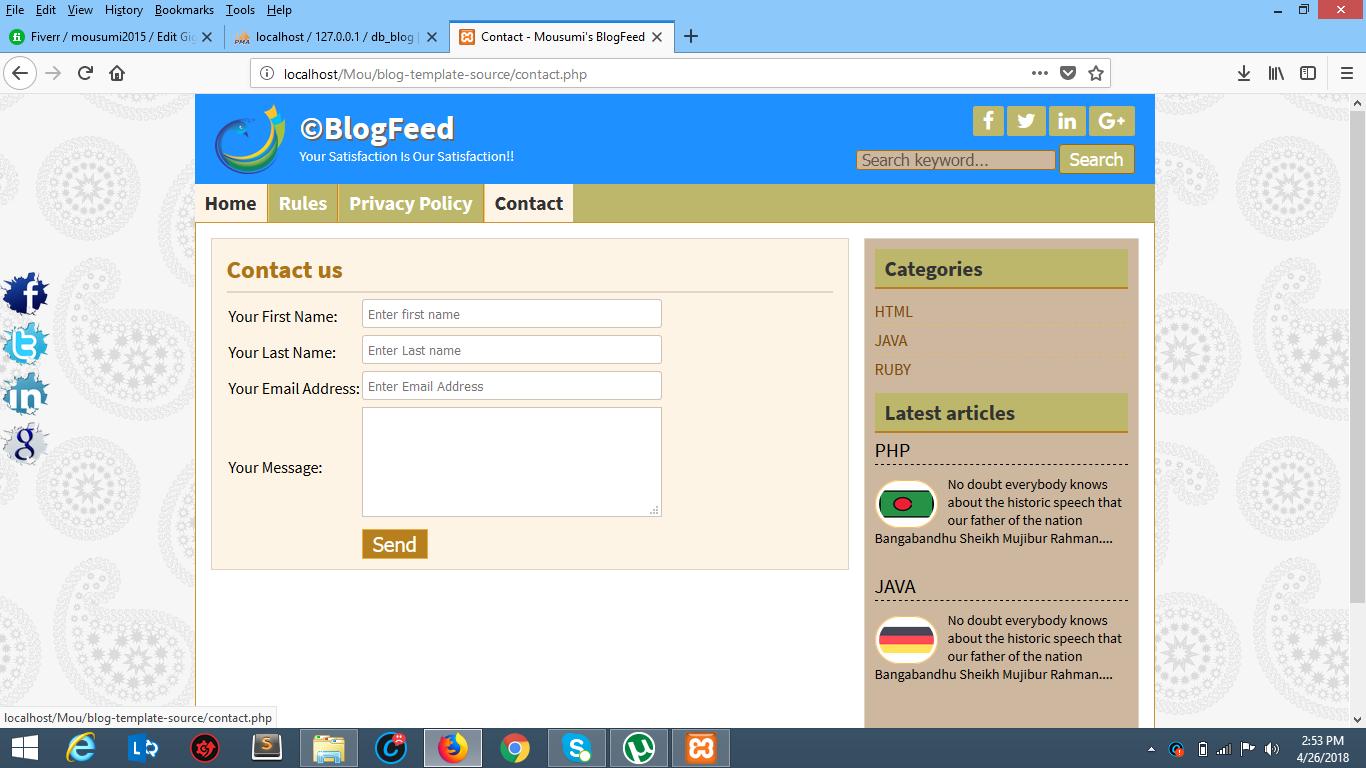 File Edit View History Bookmarks Tools Help
Fiverr / mousumi2015 / Edit Gig
localhost / 127.0.0.1 / db_blog |
Contact - Mousumi's BlogFeed
localhost/Mou/blog-template-source/contact.php
©BlogFeed
Your Satisfaction Is Our Satisfaction!!
Search keyword...
Search
Home Rules Privacy Policy Contact
Contact us
Your First Name: Enter first name
Your Last Name: Enter Last name
Your Email Address: Enter Email Address
Your Message:
Send
Categories
HTML
JAVA
RUBY
Latest articles
PHP
No doubt everybody knows
about the historic speech that
our father of the nation
Bangabandhu Sheikh Mujibur Rahman....
JAVA
No doubt everybody knows
about the historic speech that
our father of the nation
Bangabandhu Sheikh Mujibur Rahman....
localhost/Mou/blog-template-source/contact.php
2:53 PM
4/26/2018